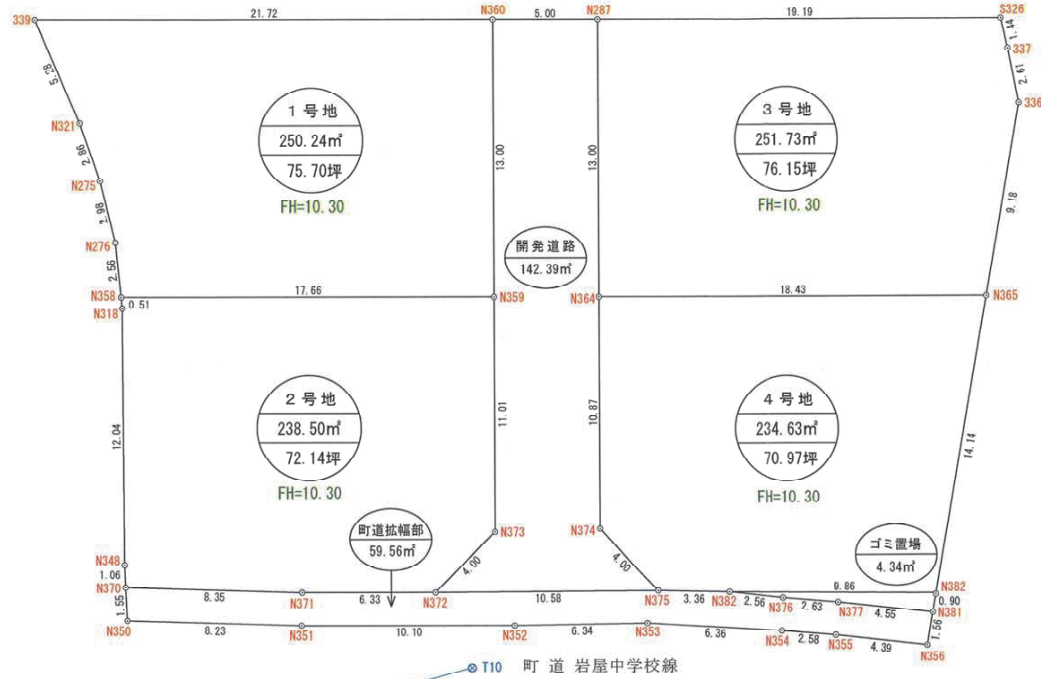 339
21.72
N360
5.00
N287
19.19
S326
1.44
337
2.61
336
5.28
N321
2.86
N275
2.98
N276
2.56
1号地
250.24㎡
75.70坪
FH=10.30
13.00
13.00
3号地
251.73㎡
76.15坪
FH=10.30
9.18
開発道路
142.39㎡
N358
17.66
N359
N364
18.43
N365
N318
0.51
12.04
2号地
238.50㎡
72.14坪
FH=10.30
11.01
10.87
4号地
234.63㎡
70.97坪
FH=10.30
14.14
N373
N374
町道拡幅部
59.56㎡
4.00
4.00
ゴミ置場
4.34㎡
N348
1.06
N370
8.35
N371
6.33
N372
10.58
N375
3.36
N382
2.56
N376
2.63
N377
9.86
4.55
N382
0.90
N381
1.55
N350
8.23
N351
10.10
N352
6.34
N353
6.36
N354
2.58
N355
4.39
N356
1.56
T10
町道 岩屋中学校線